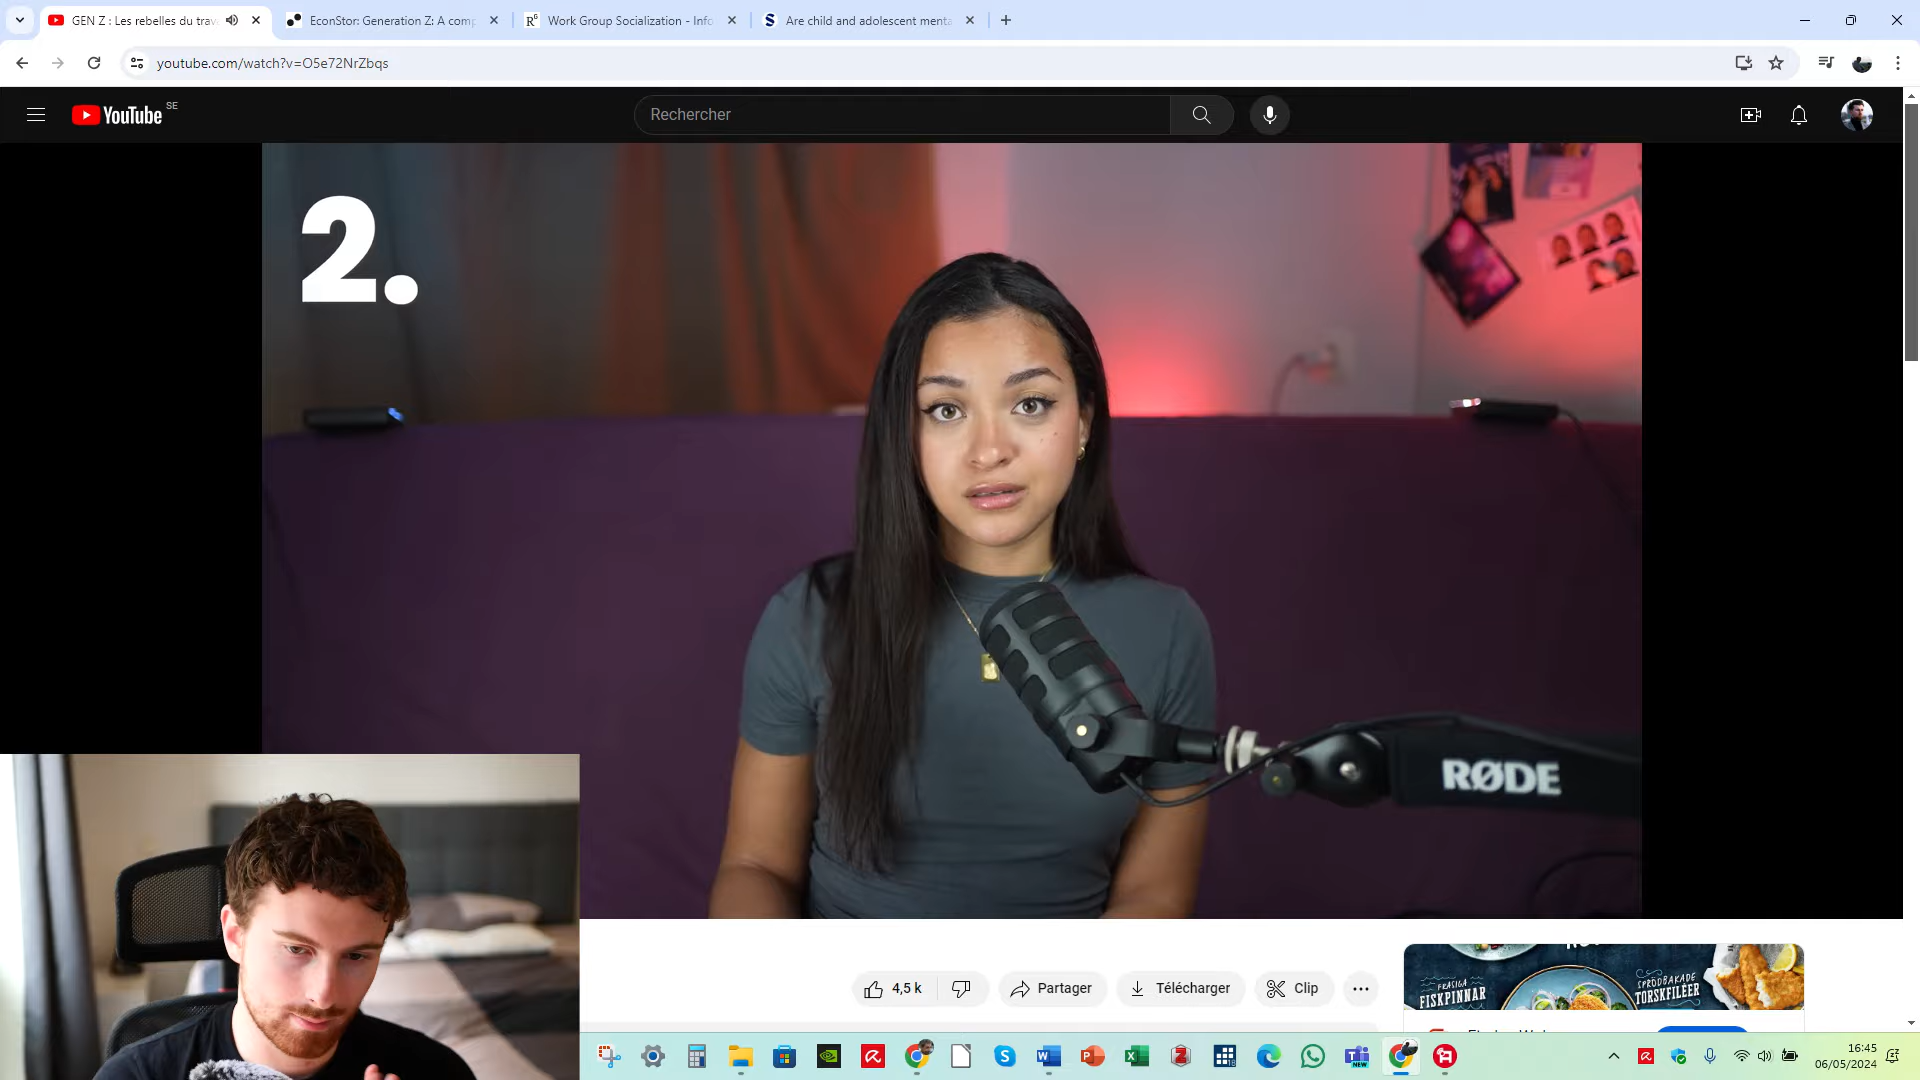 GEN Z : Les rebelles du trav
EconStor: Generation Z: A comp
Work Group Socialization - Info
Are child and adolescent menta
youtube.com/watch?v=O5e72NrZbqs
YouTube SE
Rechercher
2.
RØDE
4,5 k
Partager
Télécharger
Clip
FRASIGA
FISKPINNAR
SPRÖDBAKADE
TORSKFILÉER
NEW
16:45
06/05/2024